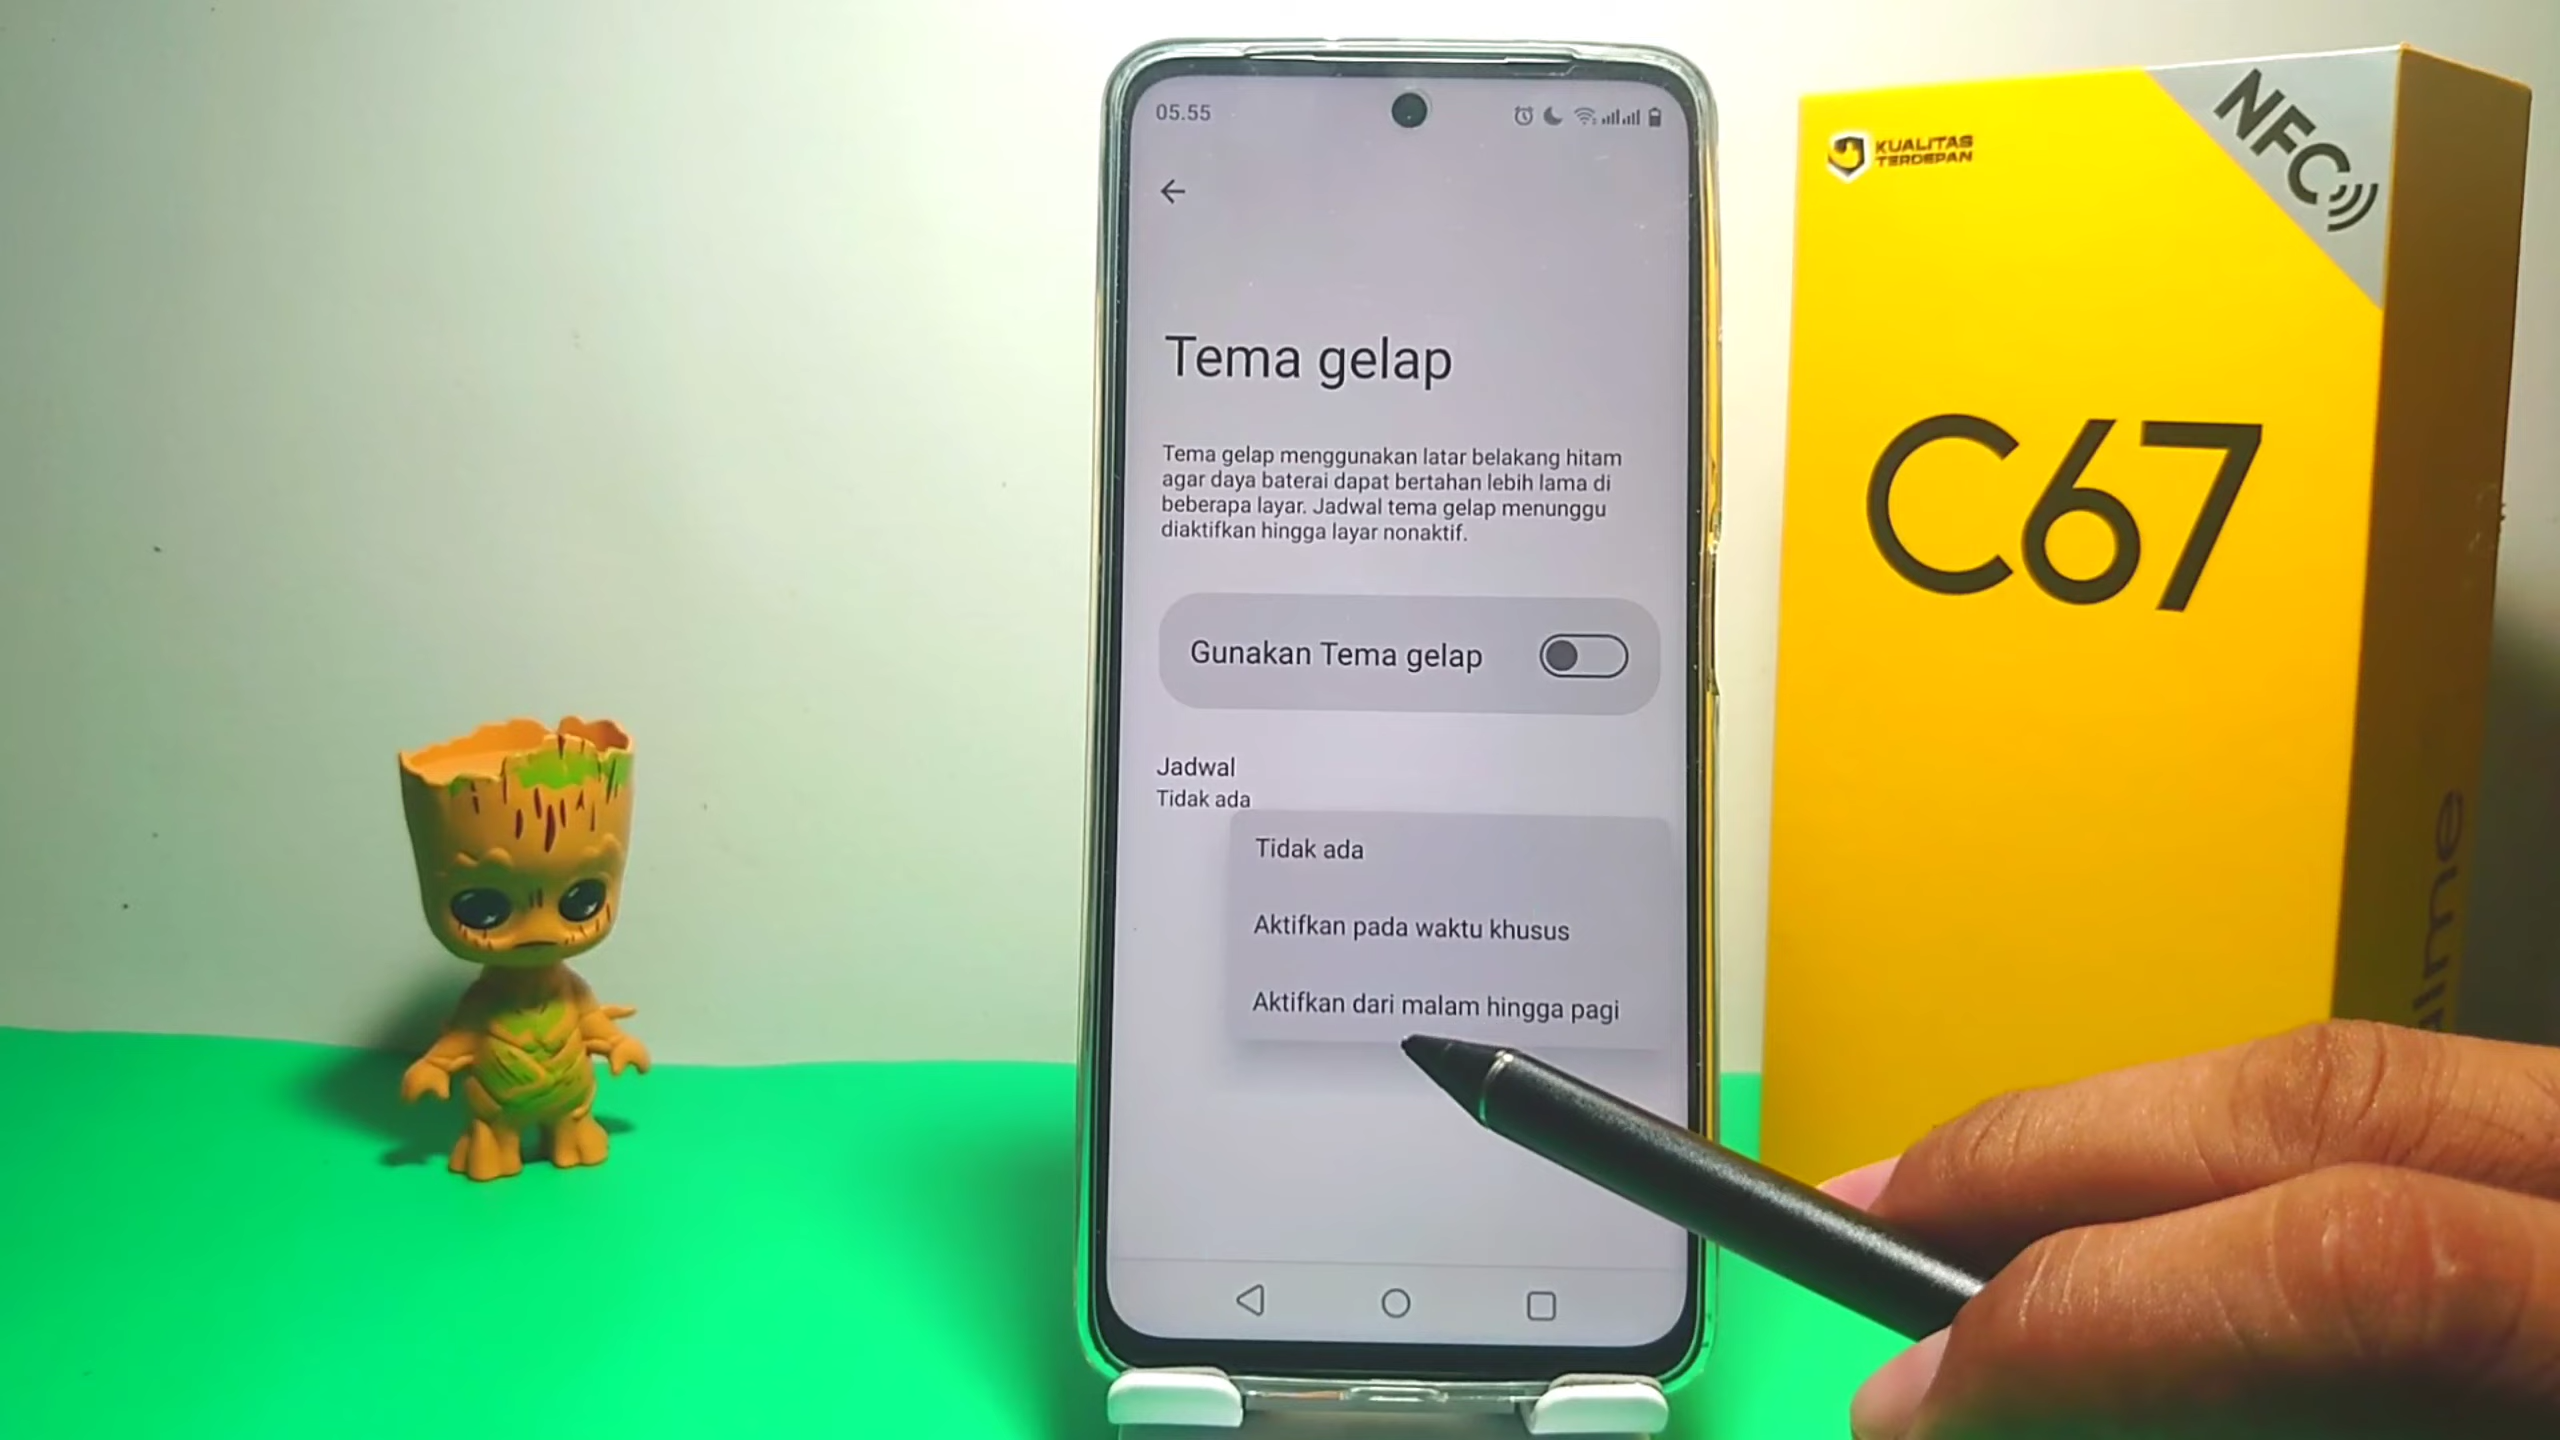 05.55
Tema gelap
Tema gelap menggunakan latar belakang hitam
agar daya baterai dapat bertahan lebih lama di
beberapa layar. Jadwal tema gelap menunggu
diaktifkan hingga layar nonaktif.
Gunakan Tema gelap
Jadwal
Tidak ada
Tidak ada
Aktifkan pada waktu khusus
Aktifkan dari malam hingga pagi
KUALITAS
TERDEPAN
NFC
C67
realme